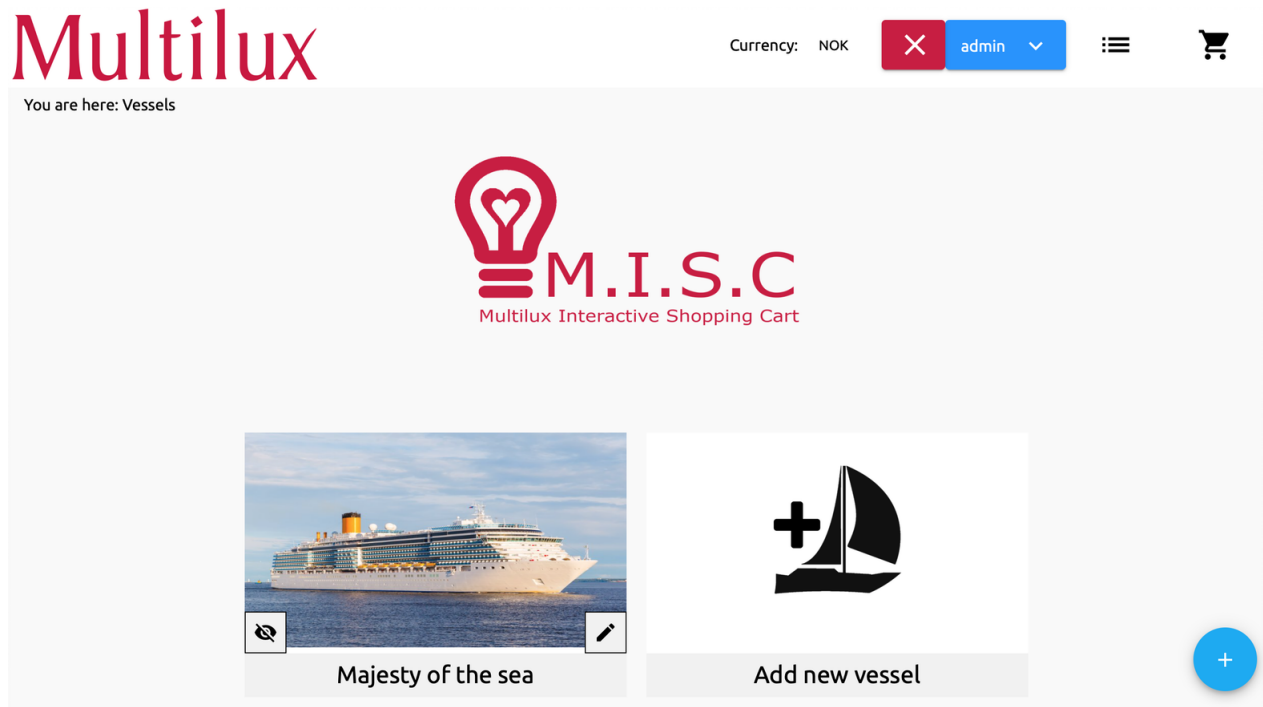 Multilux
Currency: NOK
admin
You are here: Vessels
M.I.S.C
Multilux Interactive Shopping Cart
Majesty of the sea
Add new vessel